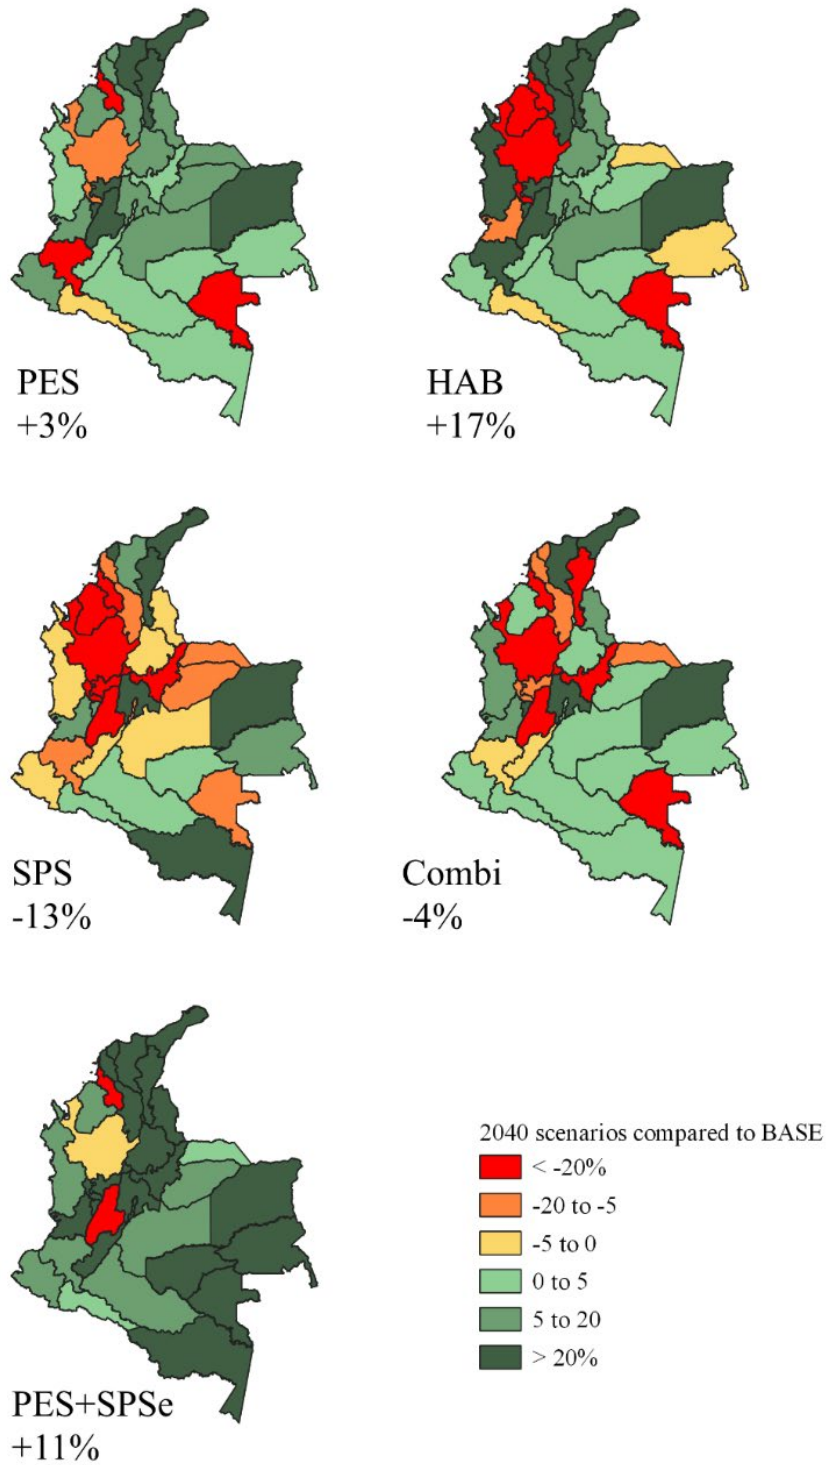 PES
+3%
HAB
+17%
SPS
-13%
Combi
-4%
PES+SPSe
+11%
2040 scenarios compared to BASE
< -20%
-20 to -5
-5 to 0
0 to 5
5 to 20
> 20%